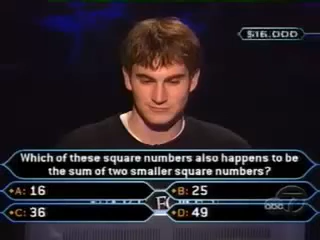 $16,000
Which of these square numbers also happens to be
the sum of two smaller square numbers?
A: 16
B: 25
C: 36
D: 49
abc 7